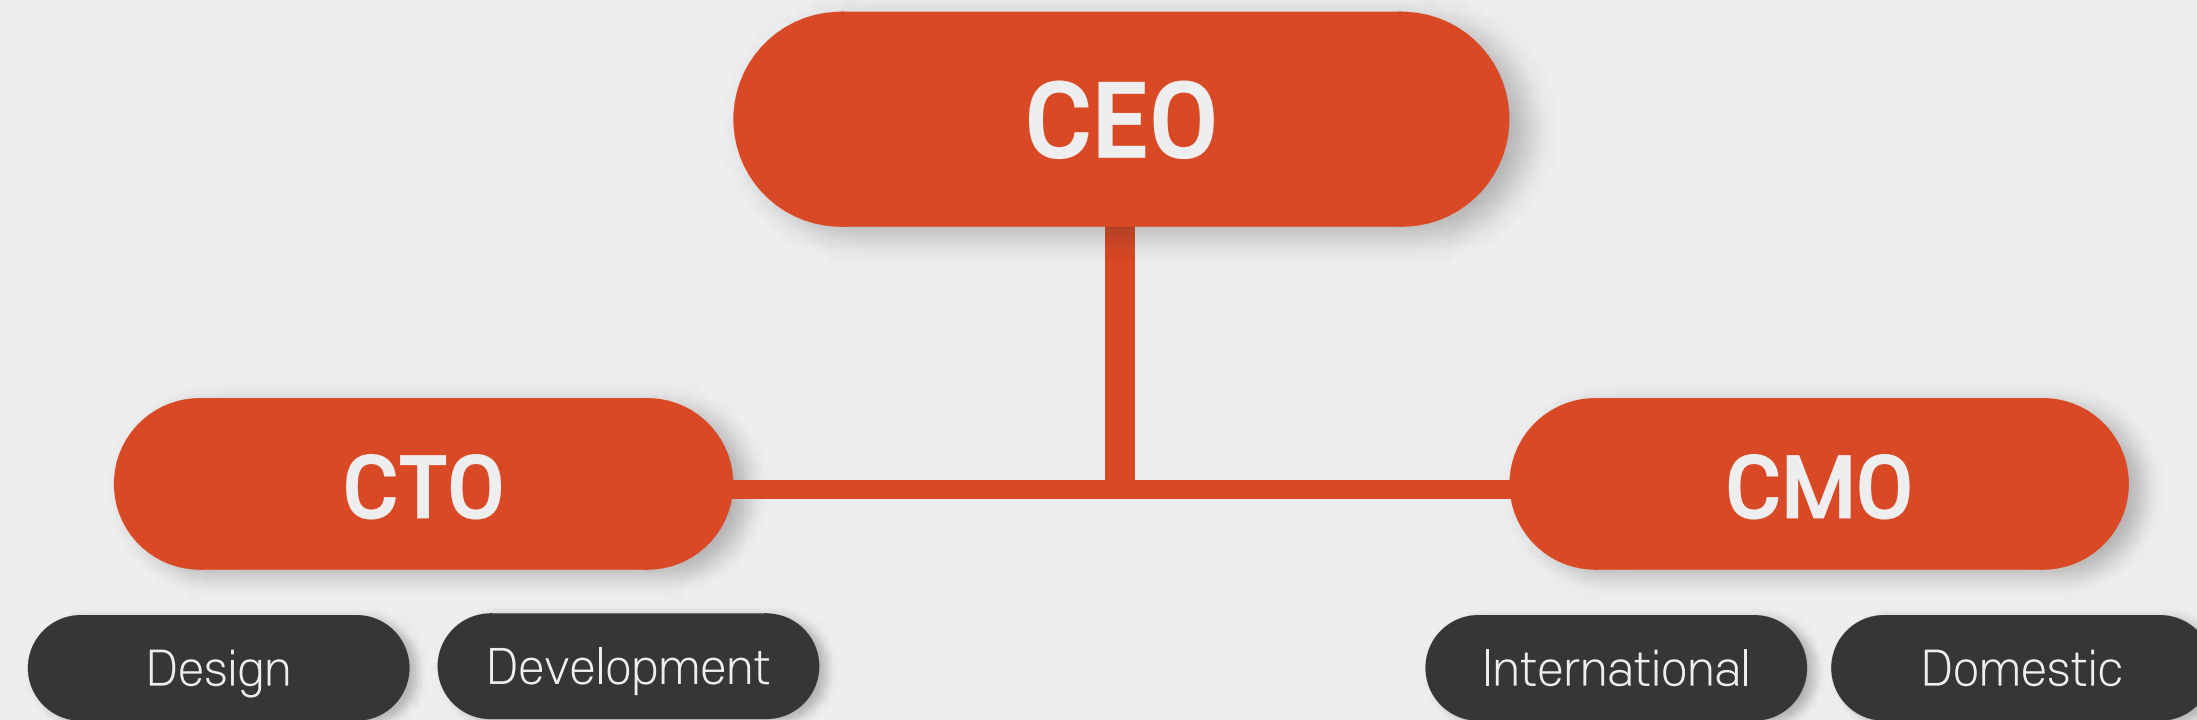 CEO
CTO
CMO
Design
Development
International
Domestic